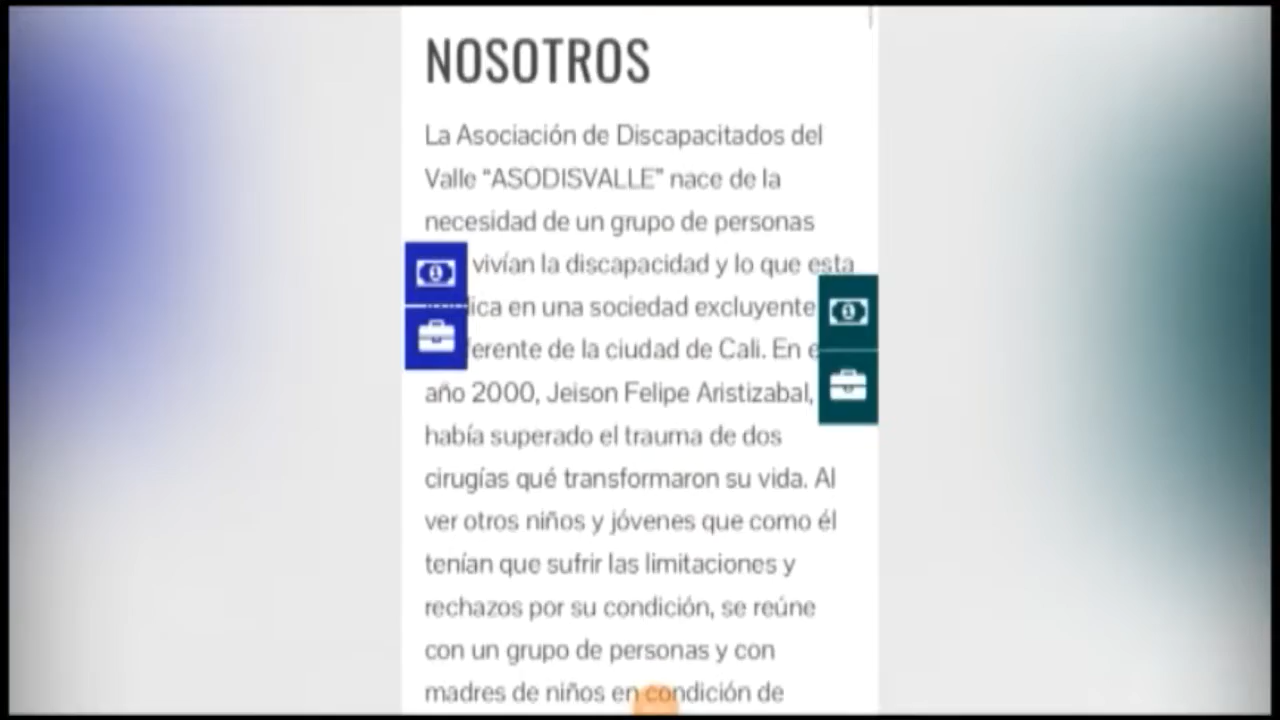 NOSOTROS
La Asociación de Discapacitados del
Valle "ASODISVALLE" nace de la
necesidad de un grupo de personas
vivían la discapacidad y lo que esta
en una sociedad excluyente
de la ciudad de Cali. En
año 2000, Jeison Felipe Aristizabal,
había superado el trauma de dos
cirugías qué transformaron su vida. Al
ver otros niños y jóvenes que como él
tenían que sufrir las limitaciones y
rechazos por su condición, se reúne
con un grupo de personas y con
madres de niños en condición de